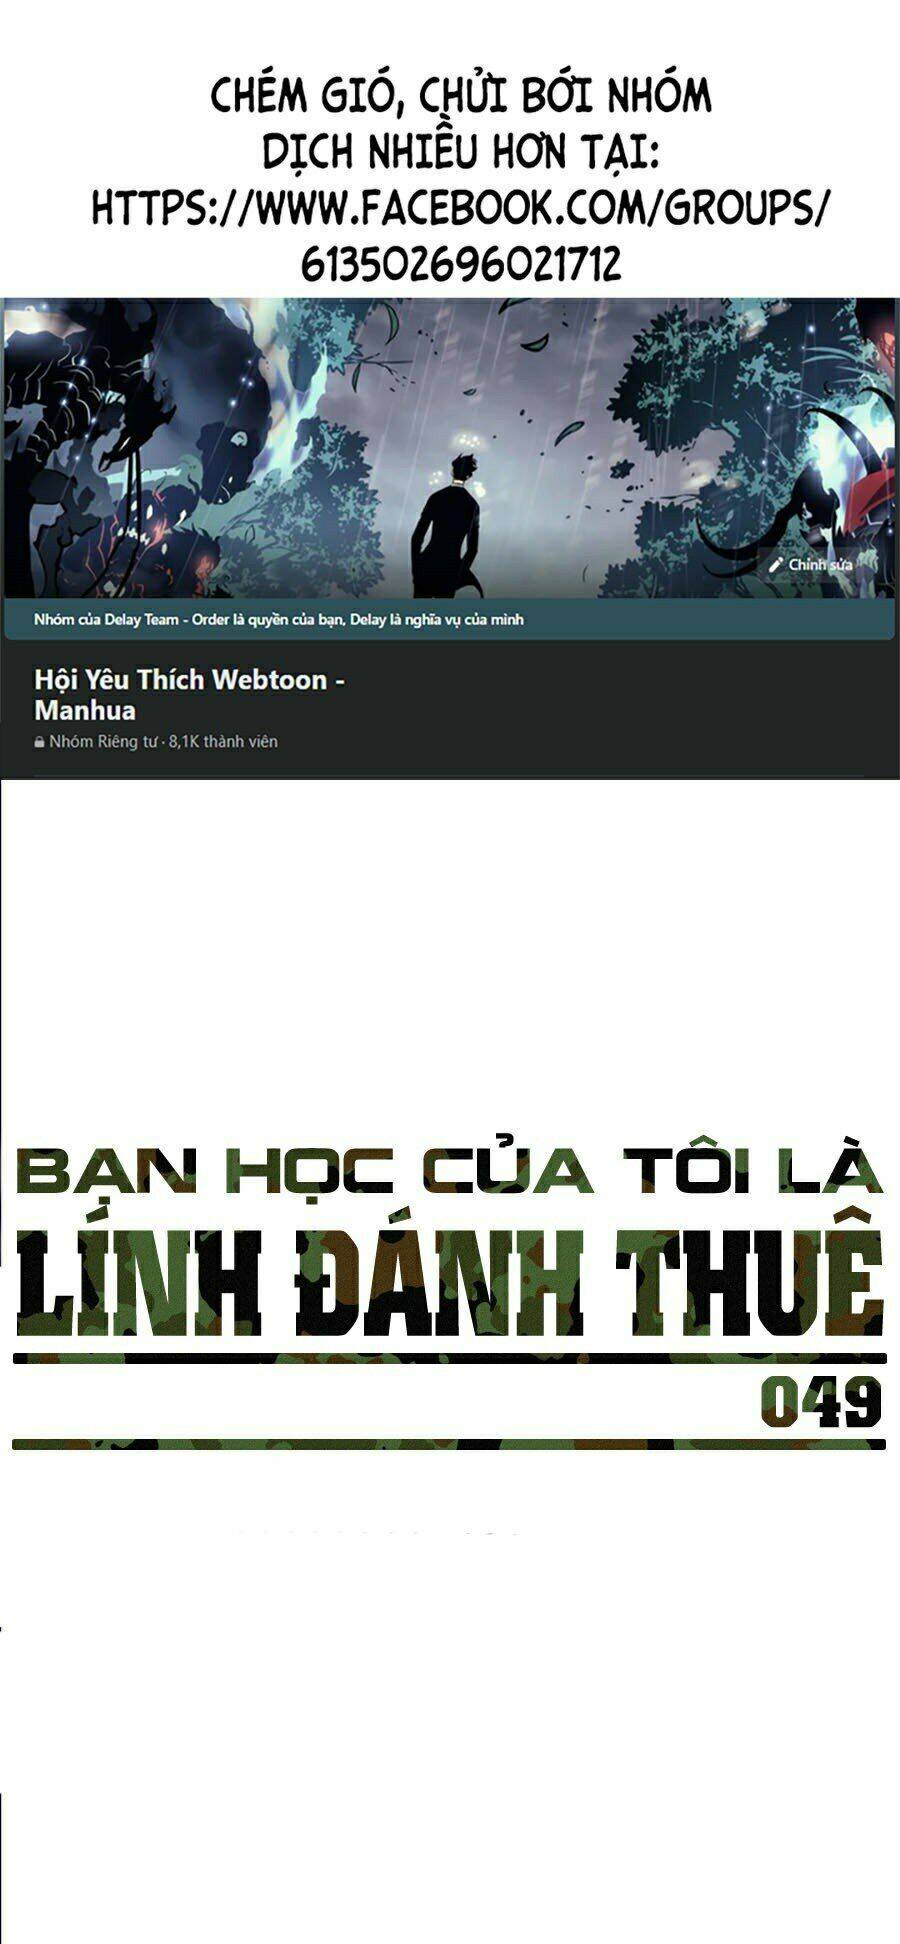 CHÉM GIÓ, CHỬI BỚI NHÓM
DỊCH NHIỀU HƠN TẠI:
HTTPS://WWW.FACEBOOK.COM/GROUPS/
613502696021712
Chỉnh sửa
Nhóm của Delay Team - Order là quyền của bạn, Delay là nghĩa vụ của mình
Hội Yêu Thích Webtoon -
Manhua
Nhóm Riêng tư · 8,1K thành viên
BẠN HỌC CỦA TÔI LÀ
LÍNH ĐÁNH THUÊ
049